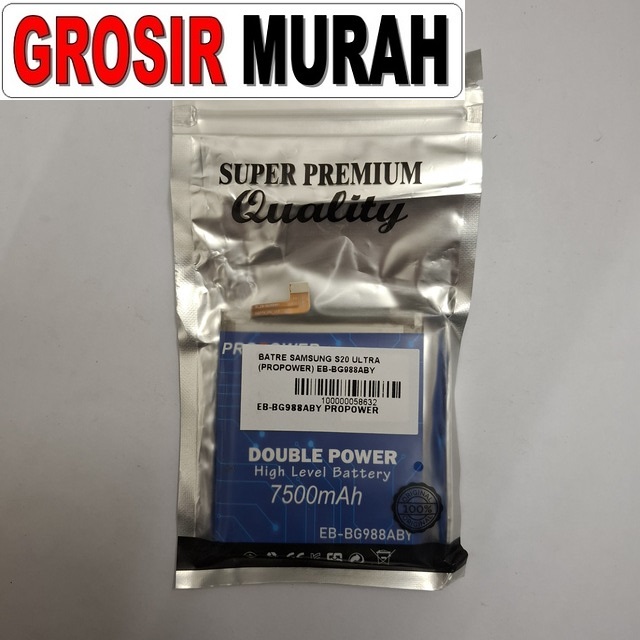 GROSIR MURAH
SUPER PREMIUM
Quality
BATRE SAMSUNG S20 ULTRA
(PROPOWER) EB-BG988ABY
100000058632
EB-BG988ABY PROPOWER
DOUBLE POWER
High Level Battery
7500mAh
100%
EB-BG988ABY